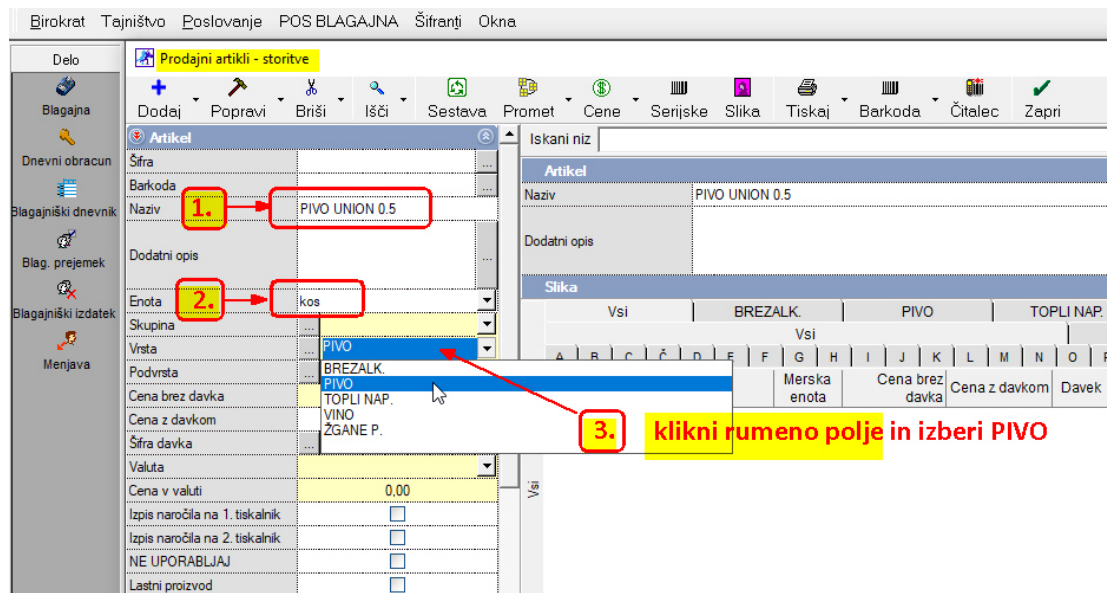 Birokrat Tajništvo Poslovanje POS BLAGAJNA Šifranţi Okna
Delo
Prodajni artikli - storitve
Dodaj Popravi Briši Išči Sestava Promet Cene Serijske Slika Tiskaj Barkoda Čitalec Zapri
Blagajna
Dnevni obracun
Blagajniški dnevnik
Blag. prejemek
Blagajniški izdatek
Menjava
Artikel
Šifra ...
Barkoda ...
Naziv 1. PIVO UNION 0.5
Dodatni opis ...
Enota 2. kos
Skupina ...
Vrsta ... PIVO
Podvrsta ...
BREZALK.
PIVO
TOPLI NAP.
VINO
ŽGANE P.
Cena brez davka
Cena z davkom
Šifra davka ...
Valuta
Cena v valuti 0,00
Izpis naročila na 1. tiskalnik
Izpis naročila na 2. tiskalnik
NE UPORABLJAJ
Lastni proizvod
Iskani niz
Artikel
Naziv PIVO UNION 0.5
Dodatni opis
Slika
Vsi BREZALK. PIVO TOPLI NAP.
Vsi
A B C Č D E F G H I J K L M N O
Merska enota Cena brez davka Cena z davkom Davek
3. klikni rumeno polje in izberi PIVO
Vsi